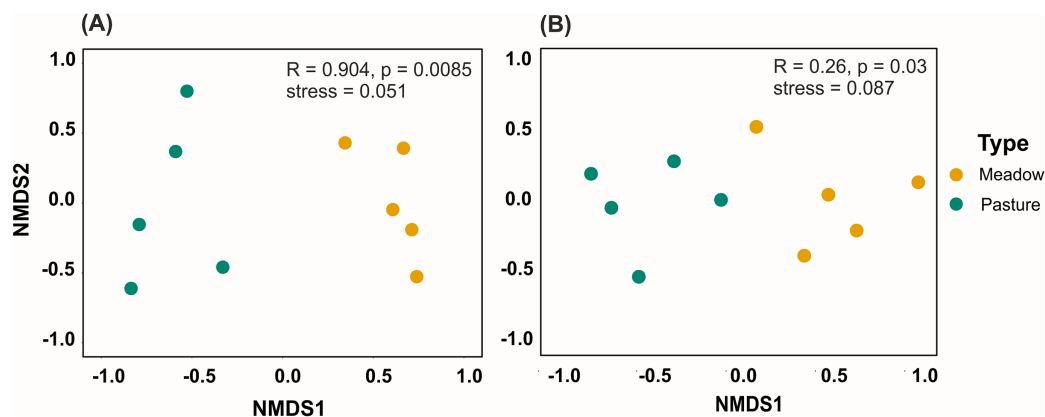 (A)
R = 0.904, p = 0.0085
stress = 0.051
1.0
0.5
0.0
-0.5
-1.0
NMDS2
-1.0 -0.5 0.0 0.5 1.0
NMDS1
(B)
R = 0.26, p = 0.03
stress = 0.087
1.0
0.5
0.0
-0.5
-1.0
-1.0 -0.5 0.0 0.5 1.0
NMDS1
Type
Meadow
Pasture